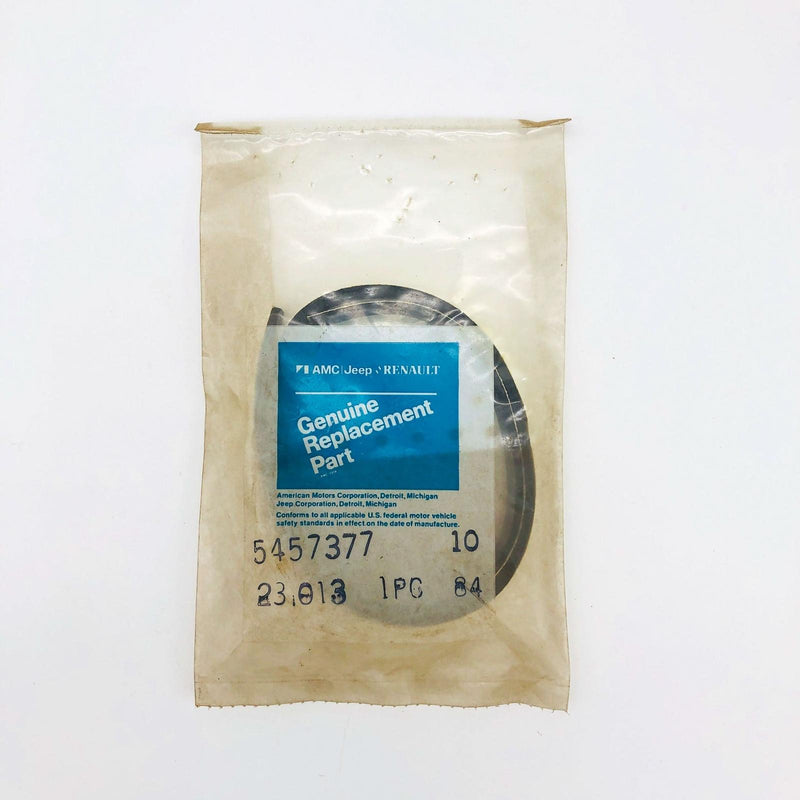 AMC Jeep RENAULT
Genuine
Replacement
Part
American Motors Corporation, Detroit, Michigan
Jeep Corporation, Detroit, Michigan
Conforms to all applicable U.S. federal motor vehicle
safety standards in effect on the date of manufacture.
5457377 10
23.013 1PG 84